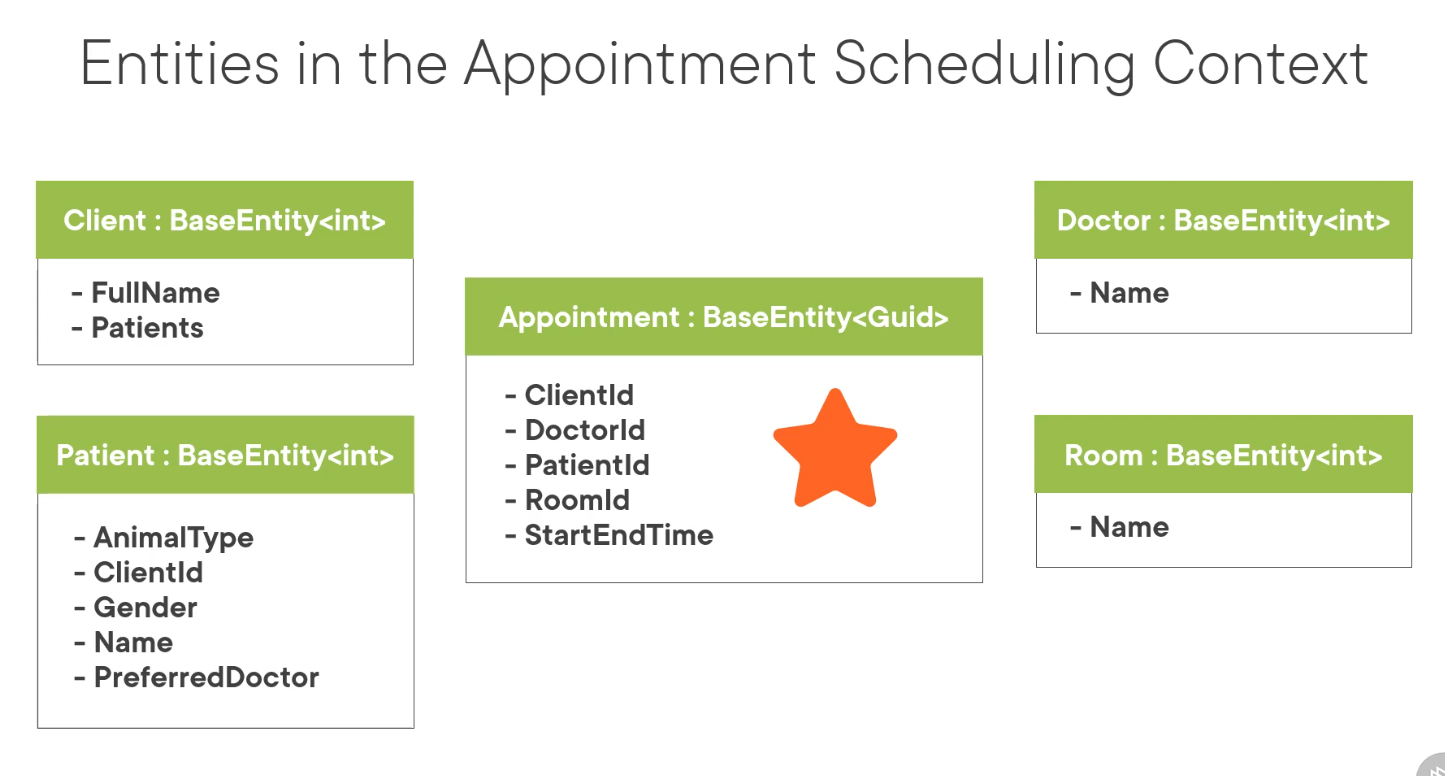 Entities in the Appointment Scheduling Context
Client : BaseEntity<int>
- FullName
- Patients
Patient : BaseEntity<int>
- AnimalType
- ClientId
- Gender
- Name
- PreferredDoctor
Appointment : BaseEntity<Guid>
- ClientId
- DoctorId
- PatientId
- RoomId
- StartEndTime
Doctor : BaseEntity<int>
- Name
Room : BaseEntity<int>
- Name